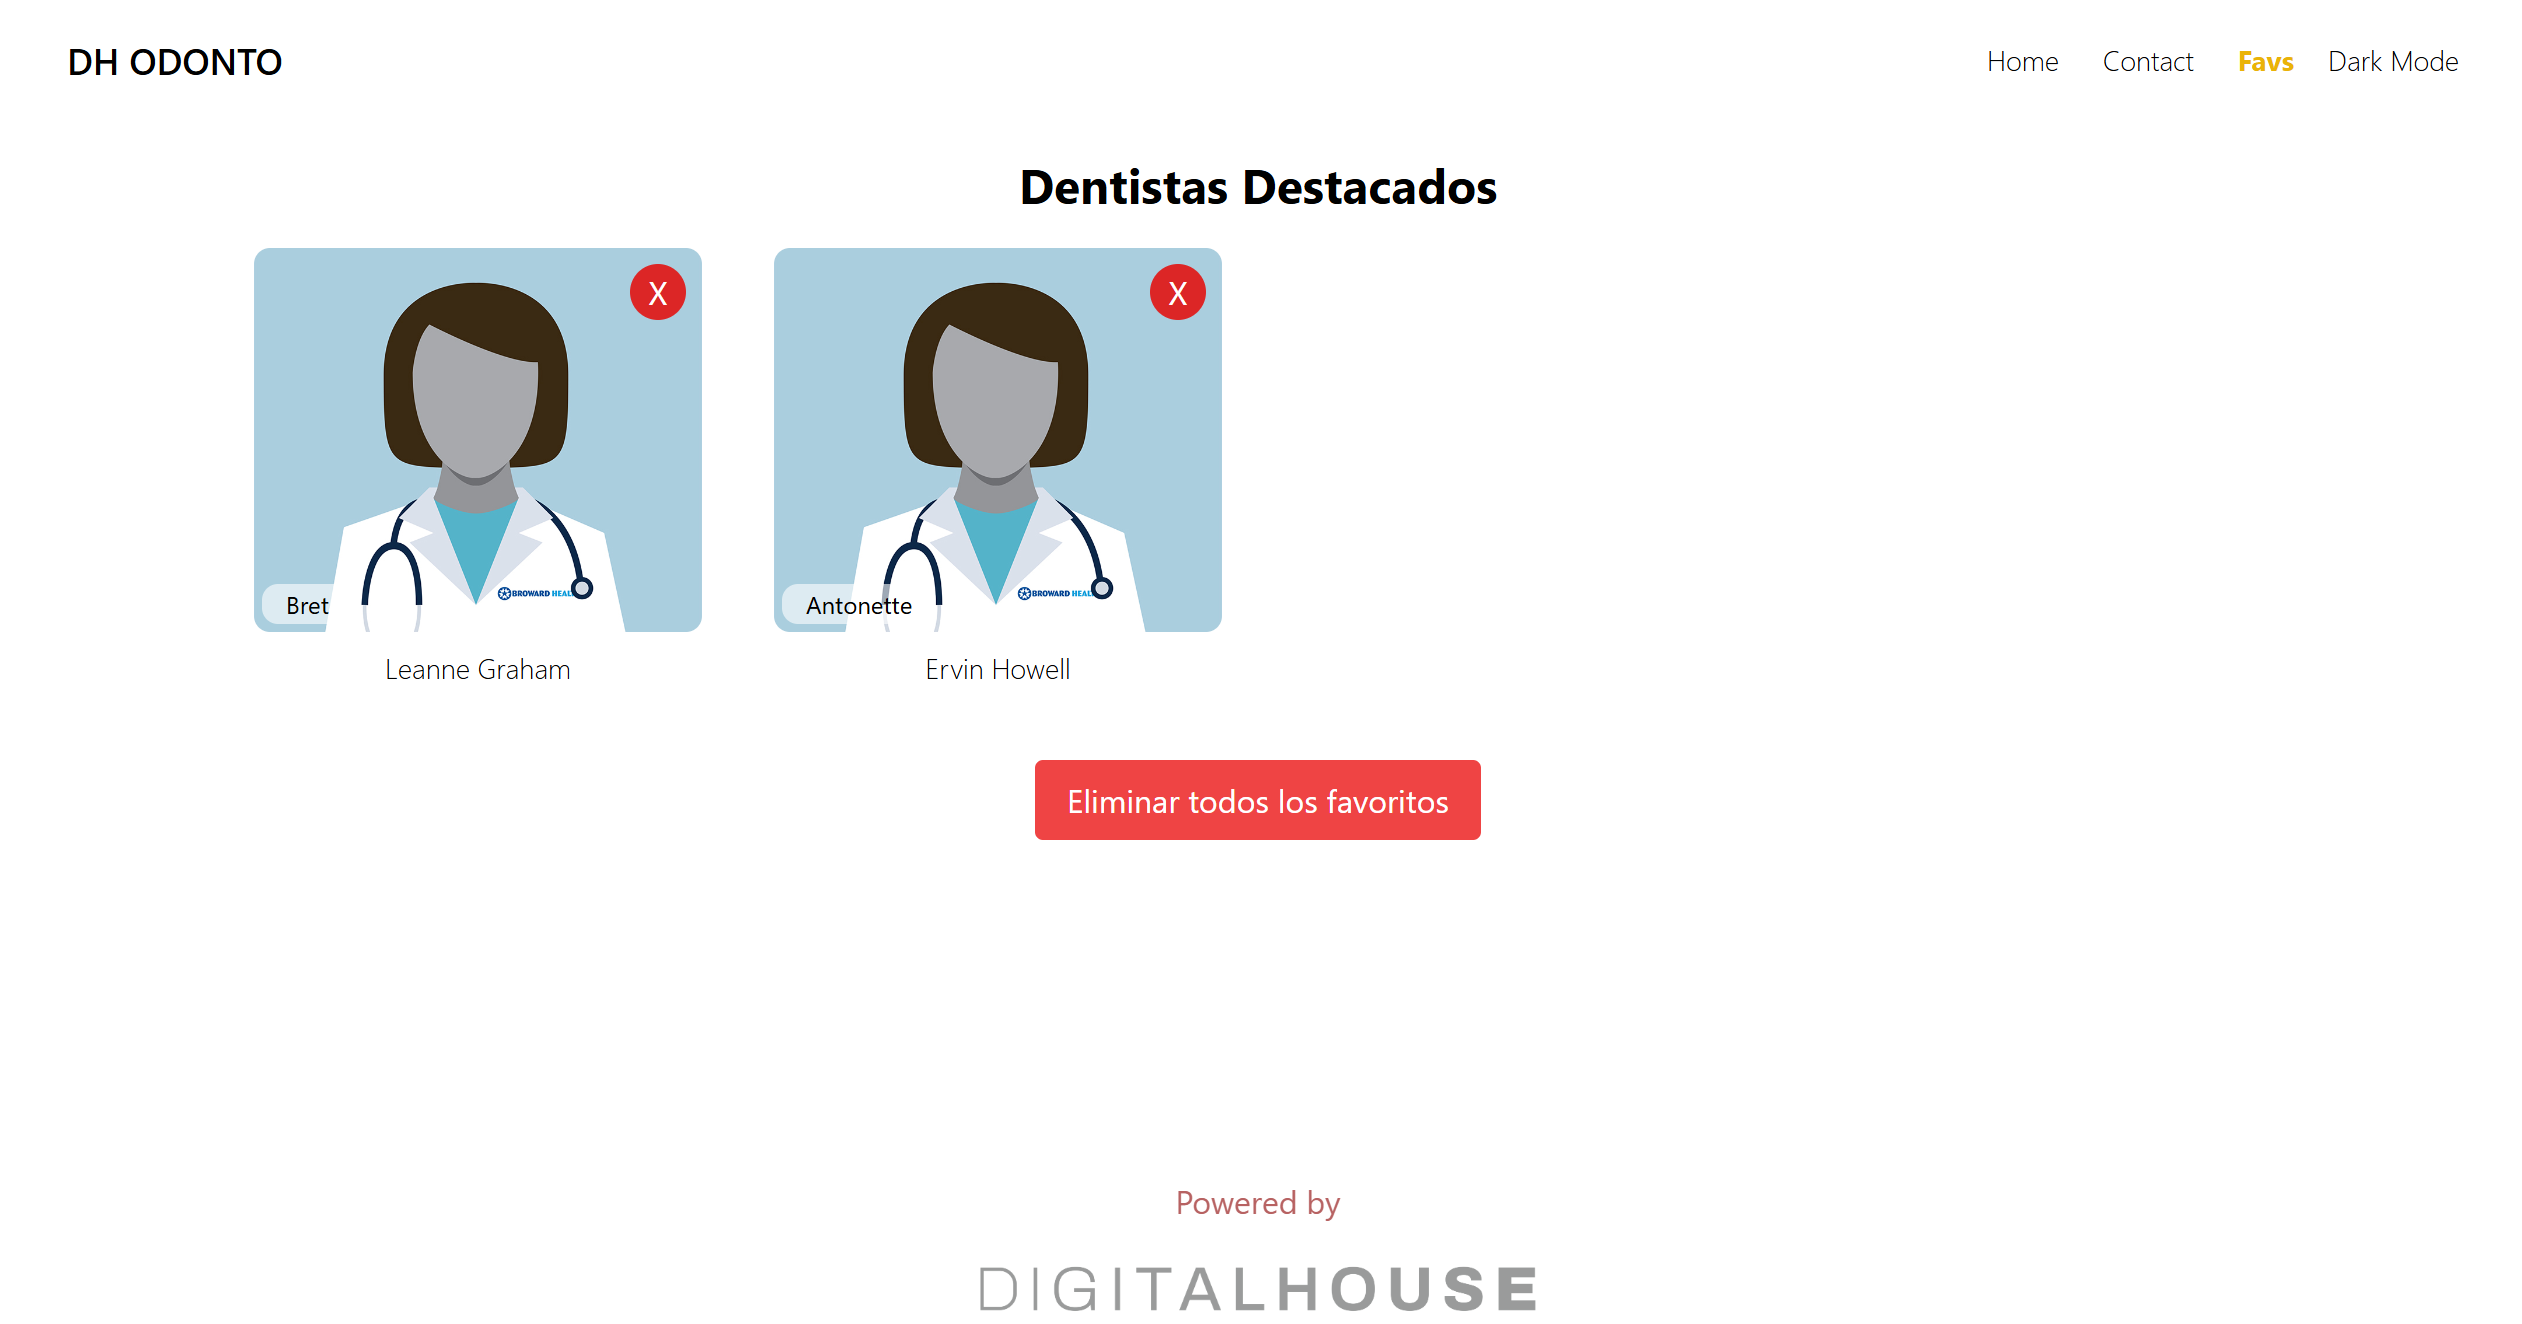 DH ODONTO
Home Contact Favs Dark Mode
Dentistas Destacados
X
X
BROWARD HEAL
BROWARD HEAL
Bret
Antonette
Leanne Graham
Ervin Howell
Eliminar todos los favoritos
Powered by
DIGITALHOUSE